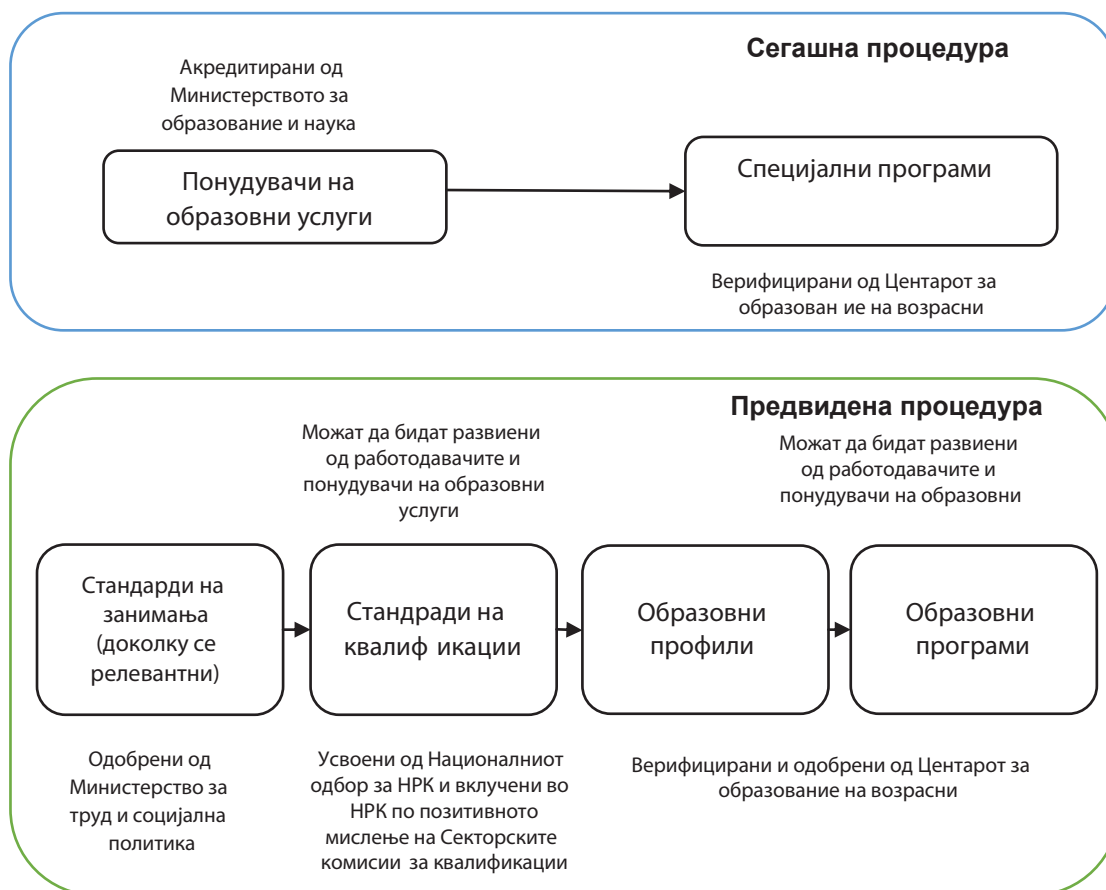 Сегашна процедура
Акредитирани од
Министерството за
образование и наука
Понудувачи на
образовни услуги
Специјални програми
Верифицирани од Центарот за
образован ие на возрасни
Предвидена процедура
Можат да бидат развиени
од работодавачите и
понудувачи на образовни
услуги
Можат да бидат развиени
од работодавачите и
понудувачи на образовни
Стандарди на
занимања
(доколку се
релевантни)
Стандради на
квалиф икации
Образовни
профили
Образовни
програми
Одобрени од
Министерство за
труд и социјална
политика
Усвоени од Националниот
одбор за НРК и вклучени во
НРК по позитивното
мислење на Секторските
комисии за квалификации
Верифицирани и одобрени од Центарот за
образование на возрасни